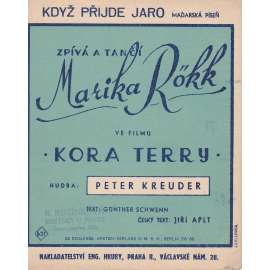 KDYŽ PŘIJDE JARO MAĎARSKÁ PÍSEŇ
ZPÍVÁ A TANČÍ
Marika Rökk
VE FILMU
· KORA TERRY ·
HUDBA: PETER KREUDER
TEXT: GÜNTHER SCHWENN
ČESKÝ TEXT: JIŘÍ APLT
NAKLADATELSTVÍ ENG. HRUBY, PRAHA II., VÁCLAVSKÉ NÁM. 28.